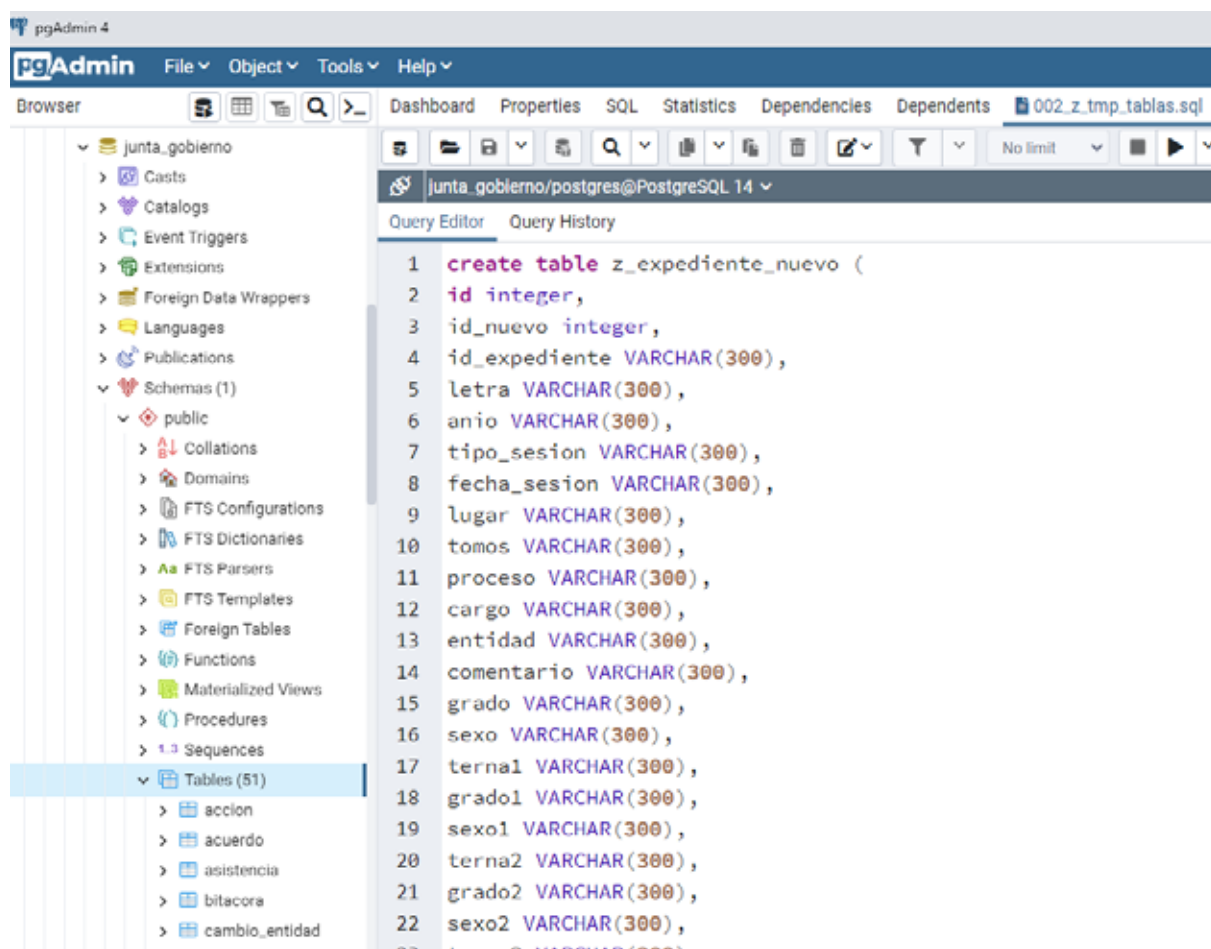 pgAdmin 4
pgAdmin File Object Tools Help
Browser
Dashboard Properties SQL Statistics Dependencies Dependents 002_z_tmp_tablas.sql
No limit
junta_gobierno/postgres@PostgreSQL 14
Query Editor Query History
junta_gobierno
Casts
Catalogs
Event Triggers
Extensions
Foreign Data Wrappers
Languages
Publications
Schemas (1)
public
Collations
Domains
FTS Configurations
FTS Dictionaries
Aa FTS Parsers
FTS Templates
Foreign Tables
Functions
Materialized Views
Procedures
1..3 Sequences
Tables (51)
accion
acuerdo
asistencia
bitacora
cambio_entidad
1 create table z_expediente_nuevo (
2 id integer,
3 id_nuevo integer,
4 id_expediente VARCHAR(300),
5 letra VARCHAR(300),
6 anio VARCHAR(300),
7 tipo_sesion VARCHAR(300),
8 fecha_sesion VARCHAR(300),
9 lugar VARCHAR(300),
10 tomos VARCHAR(300),
11 proceso VARCHAR(300),
12 cargo VARCHAR(300),
13 entidad VARCHAR(300),
14 comentario VARCHAR(300),
15 grado VARCHAR(300),
16 sexo VARCHAR(300),
17 terna1 VARCHAR(300),
18 grado1 VARCHAR(300),
19 sexo1 VARCHAR(300),
20 terna2 VARCHAR(300),
21 grado2 VARCHAR(300),
22 sexo2 VARCHAR(300),